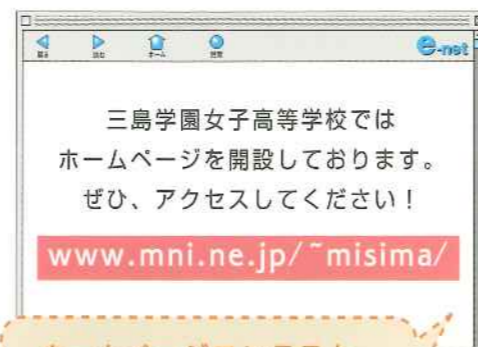 e-net
三島学園女子高等学校では
ホームページを開設しております。
ぜひ、アクセスしてください！
www.mni.ne.jp/~misima/